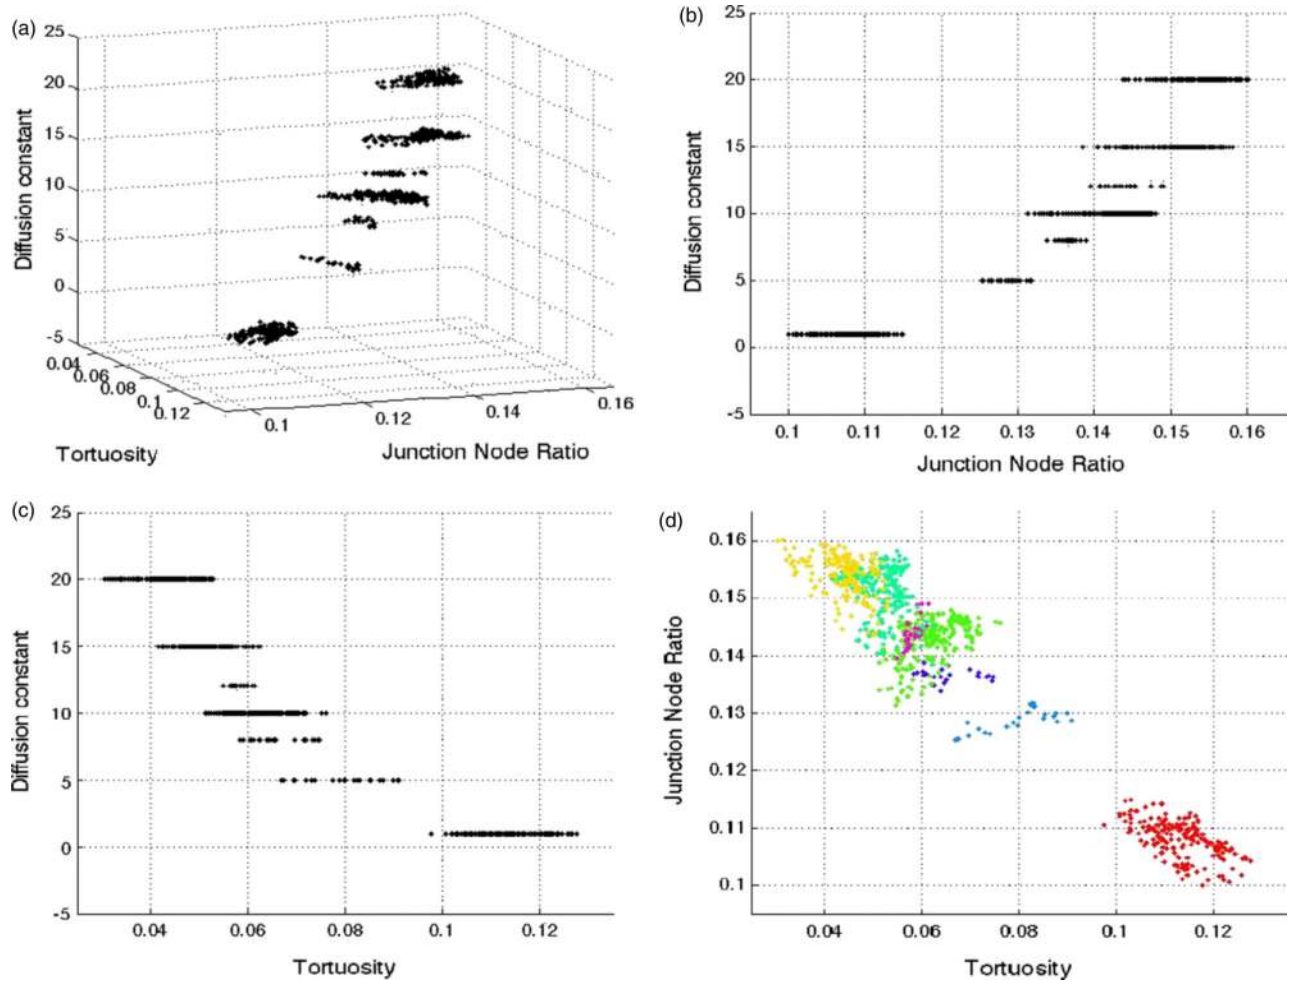 (a)
25
20
15
10
5
0
-5
Diffusion constant
0.04
0.06
0.08
0.1
0.12
Tortuosity
0.1
0.12
0.14
0.16
Junction Node Ratio
(b)
25
20
15
10
5
0
-5
Diffusion constant
0.1 0.11 0.12 0.13 0.14 0.15 0.16
Junction Node Ratio
(c)
25
20
15
10
5
0
-5
Diffusion constant
0.04 0.06 0.08 0.1 0.12
Tortuosity
(d)
0.16
0.15
0.14
0.13
0.12
0.11
0.1
Junction Node Ratio
0.04 0.06 0.08 0.1 0.12
Tortuosity